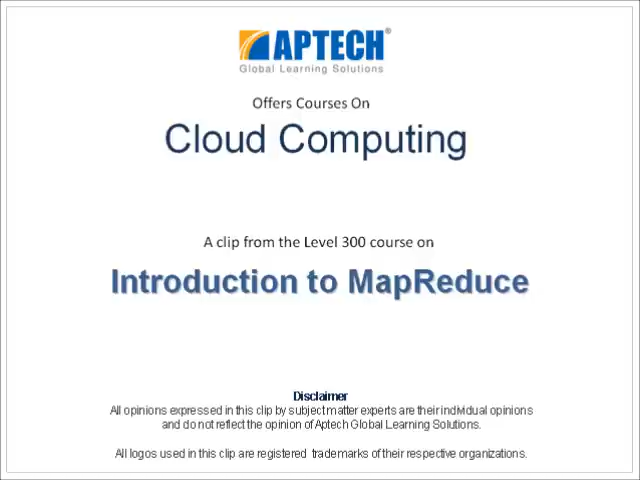 APTECH®
Global Learning Solutions
Offers Courses On
Cloud Computing
A clip from the Level 300 course on
Introduction to MapReduce
Disclaimer
All opinions expressed in this clip by subject matter experts are their individual opinions
and do not reflect the opinion of Aptech Global Learning Solutions.
All logos used in this clip are registered trademarks of their respective organizations.